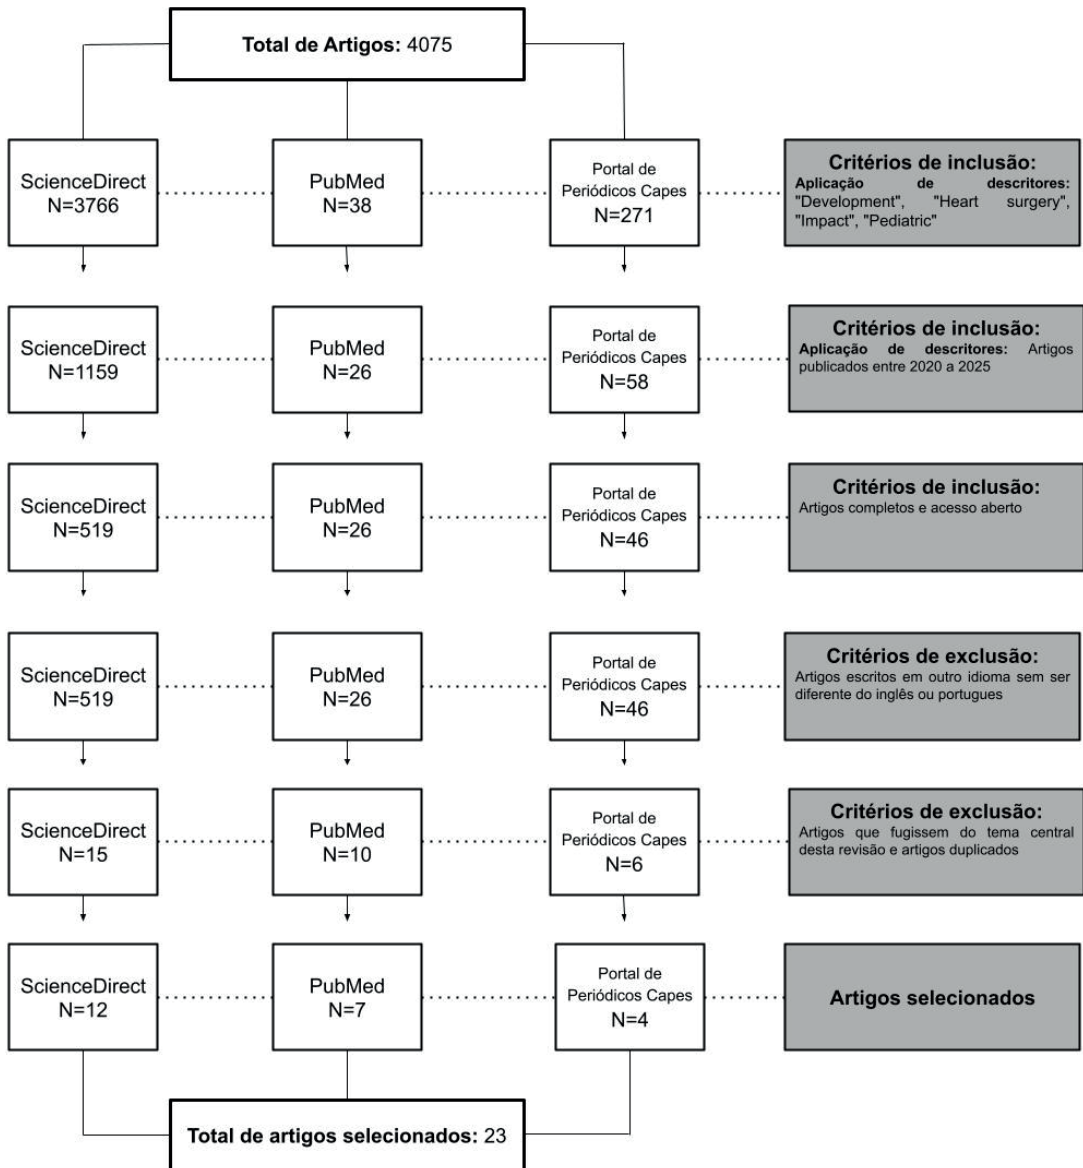 Total de Artigos: 4075
ScienceDirect
N=3766
PubMed
N=38
Portal de
Periódicos Capes
N=271
Critérios de inclusão:
Aplicação de descritores:
"Development", "Heart surgery",
"Impact", "Pediatric"
ScienceDirect
N=1159
PubMed
N=26
Portal de
Periódicos Capes
N=58
Critérios de inclusão:
Aplicação de descritores: Artigos
publicados entre 2020 a 2025
ScienceDirect
N=519
PubMed
N=26
Portal de
Periódicos Capes
N=46
Critérios de inclusão:
Artigos completos e acesso aberto
ScienceDirect
N=519
PubMed
N=26
Portal de
Periódicos Capes
N=46
Critérios de exclusão:
Artigos escritos em outro idioma sem ser
diferente do inglês ou portugues
ScienceDirect
N=15
PubMed
N=10
Portal de
Periódicos Capes
N=6
Critérios de exclusão:
Artigos que fugissem do tema central
desta revisão e artigos duplicados
ScienceDirect
N=12
PubMed
N=7
Portal de
Periódicos Capes
N=4
Artigos selecionados
Total de artigos selecionados: 23